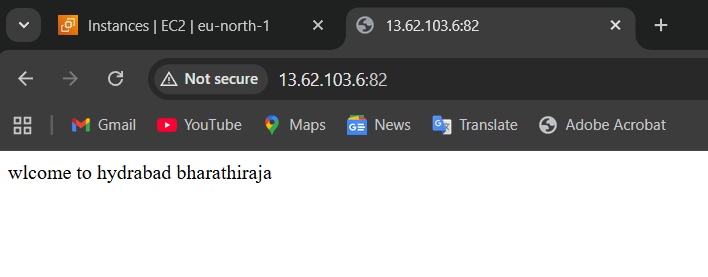 Instances | EC2 | eu-north-1
13.62.103.6:82
Not secure
13.62.103.6:82
Gmail
YouTube
Maps
News
Translate
Adobe Acrobat
wlcome to hydrabad bharathiraja